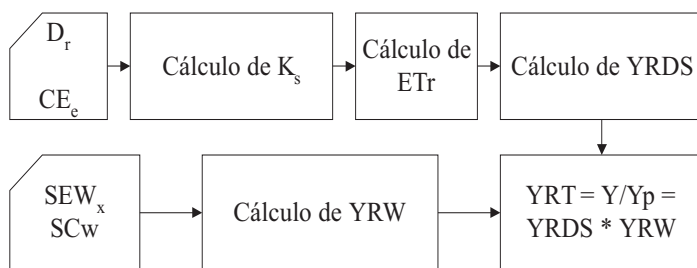 D_r
CE_e
Cálculo de K_s
Cálculo de
ETr
Cálculo de YRDS
SEW_x
SCw
Cálculo de YRW
YRT = Y/Yp =
YRDS * YRW